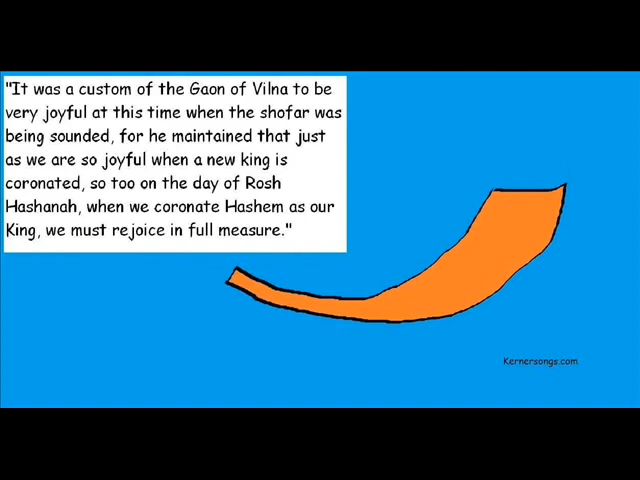 "It was a custom of the Gaon of Vilna to be
very joyful at this time when the shofar was
being sounded, for he maintained that just
as we are so joyful when a new king is
coronated, so too on the day of Rosh
Hashanah, when we coronate Hashem as our
King, we must rejoice in full measure."
Kernersongs.com